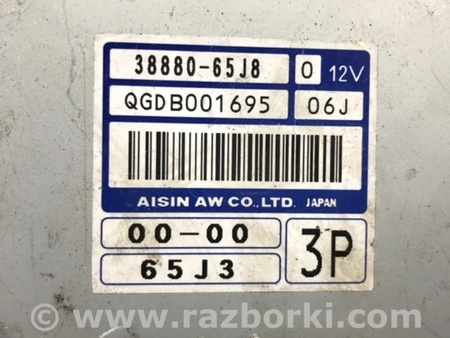 38880-65J8 0 12V
QGDB001695 06J
AISIN AW CO.,LTD. JAPAN
00-00
65J3 3P
© www.razborki.com